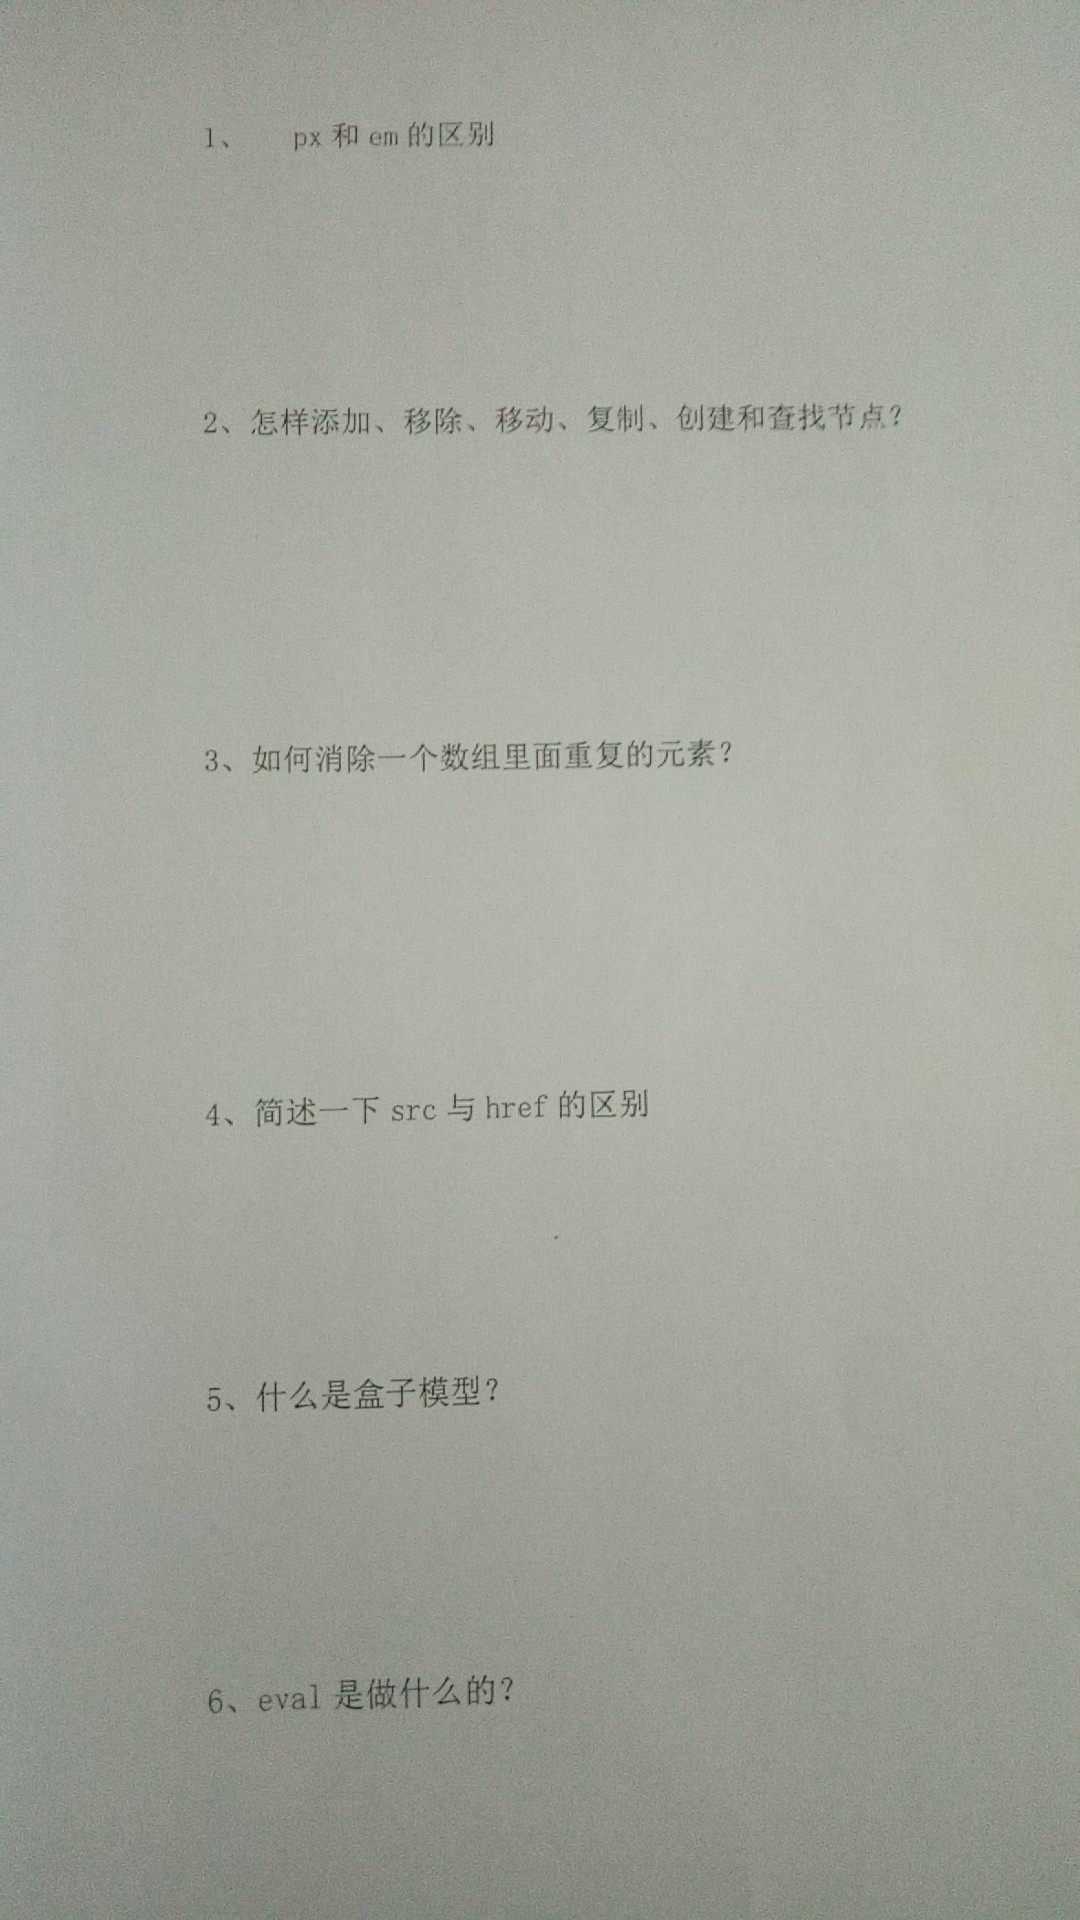 1、 px 和 em 的区别
2、怎样添加、移除、移动、复制、创建和查找节点？
3、如何消除一个数组里面重复的元素？
4、简述一下 src 与 href 的区别
5、什么是盒子模型？
6、eval 是做什么的？